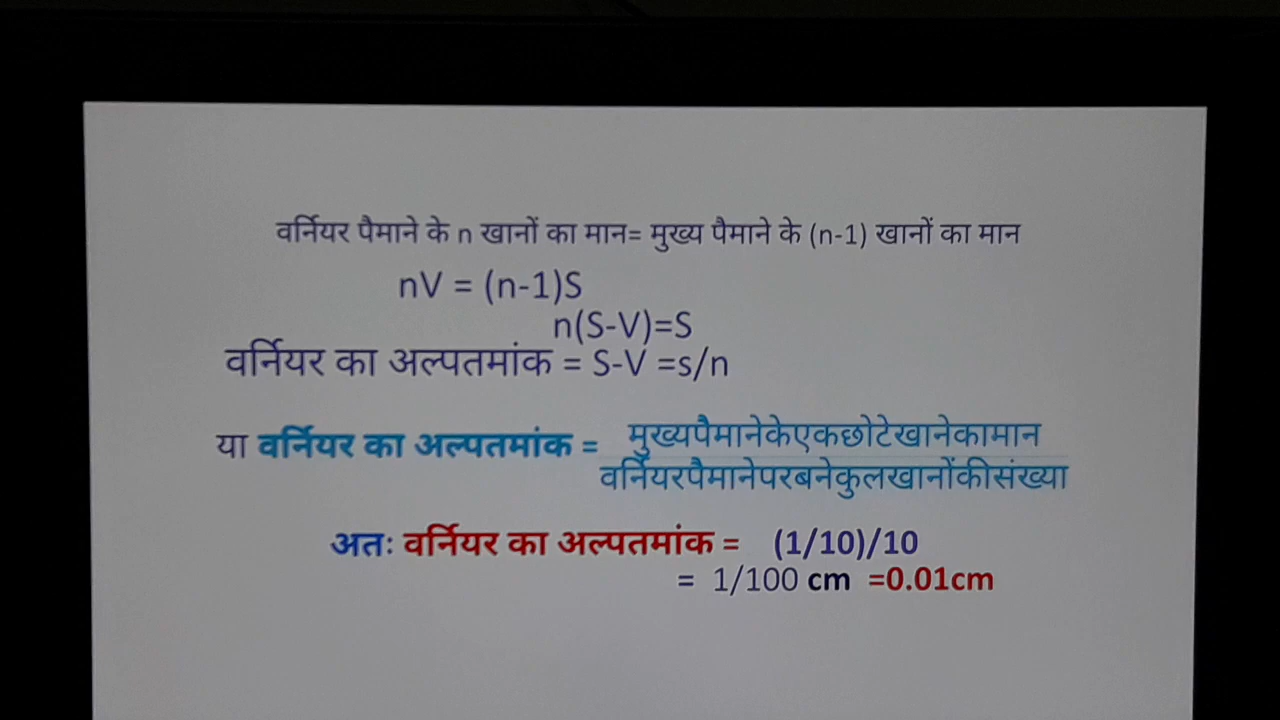 वर्नियर पैमाने के n खानों का मान= मुख्य पैमाने के (n-1) खानों का मान
nV = (n-1)S
n(S-V)=S
वर्नियर का अल्पतमांक = S-V =s/n
या वर्नियर का अल्पतमांक = मुख्यपैमानेकेएकछोटेखानेकामान
वर्नियरपैमानेपरबनेकुलखानोंकीसंख्या
अतः वर्नियर का अल्पतमांक = (1/10)/10
= 1/100 cm =0.01cm